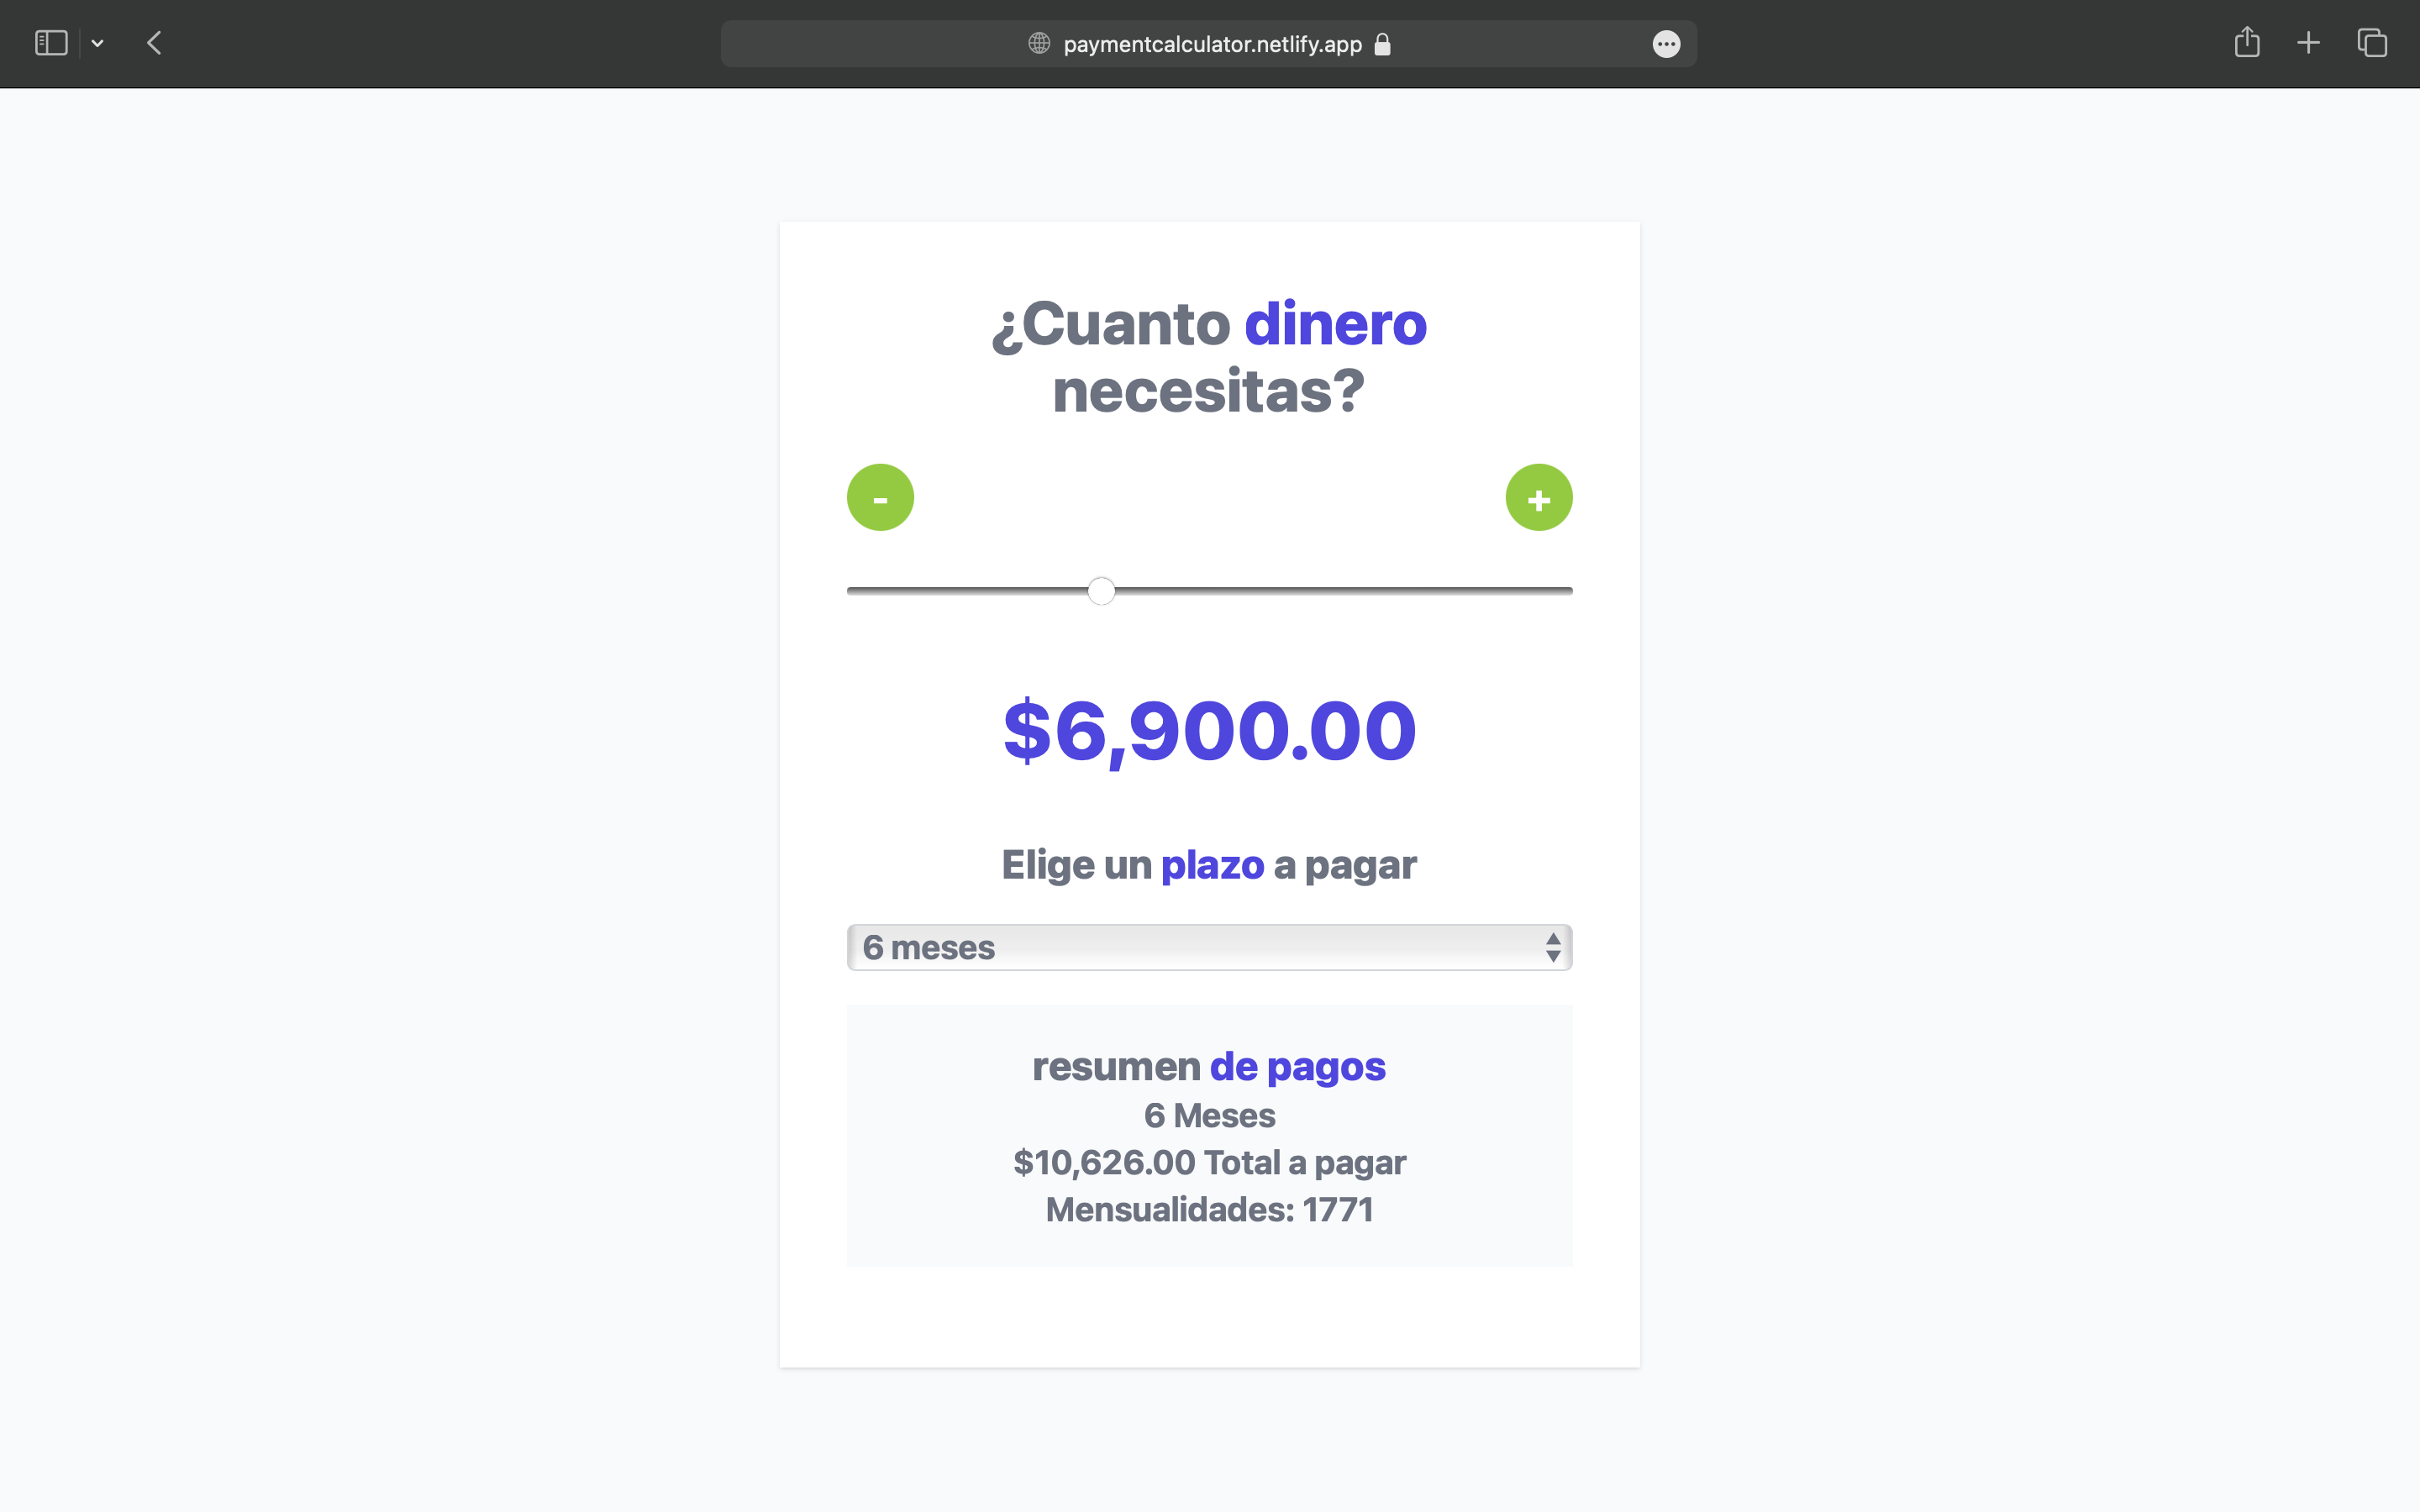 paymentcalculator.netlify.app
¿Cuanto dinero
necesitas?
- +
$6,900.00
Elige un plazo a pagar
6 meses
resumen de pagos
6 Meses
$10,626.00 Total a pagar
Mensualidades: 1771